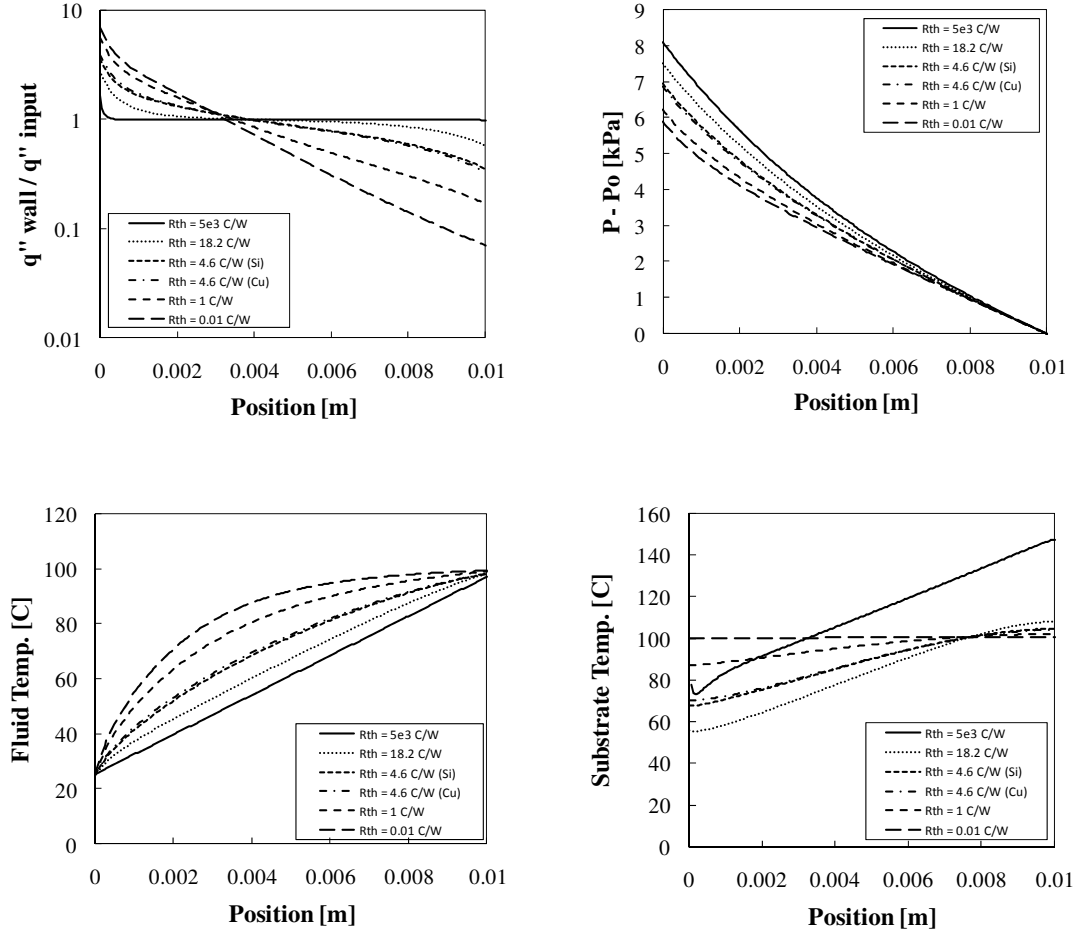 10
1
0.1
0.01
q'' wall / q'' input
Rth = 5e3 C/W
Rth = 18.2 C/W
Rth = 4.6 C/W (Si)
Rth = 4.6 C/W (Cu)
Rth = 1 C/W
Rth = 0.01 C/W
0 0.002 0.004 0.006 0.008 0.01
Position [m]
9
8
7
6
5
4
3
2
1
0
P - Po [kPa]
Rth = 5e3 C/W
Rth = 18.2 C/W
Rth = 4.6 C/W (Si)
Rth = 4.6 C/W (Cu)
Rth = 1 C/W
Rth = 0.01 C/W
0 0.002 0.004 0.006 0.008 0.01
Position [m]
120
100
80
60
40
20
0
Fluid Temp. [C]
Rth = 5e3 C/W
Rth = 18.2 C/W
Rth = 4.6 C/W (Si)
Rth = 4.6 C/W (Cu)
Rth = 1 C/W
Rth = 0.01 C/W
0 0.002 0.004 0.006 0.008 0.01
Position [m]
160
140
120
100
80
60
40
20
0
Substrate Temp. [C]
Rth = 5e3 C/W
Rth = 18.2 C/W
Rth = 4.6 C/W (Si)
Rth = 4.6 C/W (Cu)
Rth = 1 C/W
Rth = 0.01 C/W
0 0.002 0.004 0.006 0.008 0.01
Position [m]